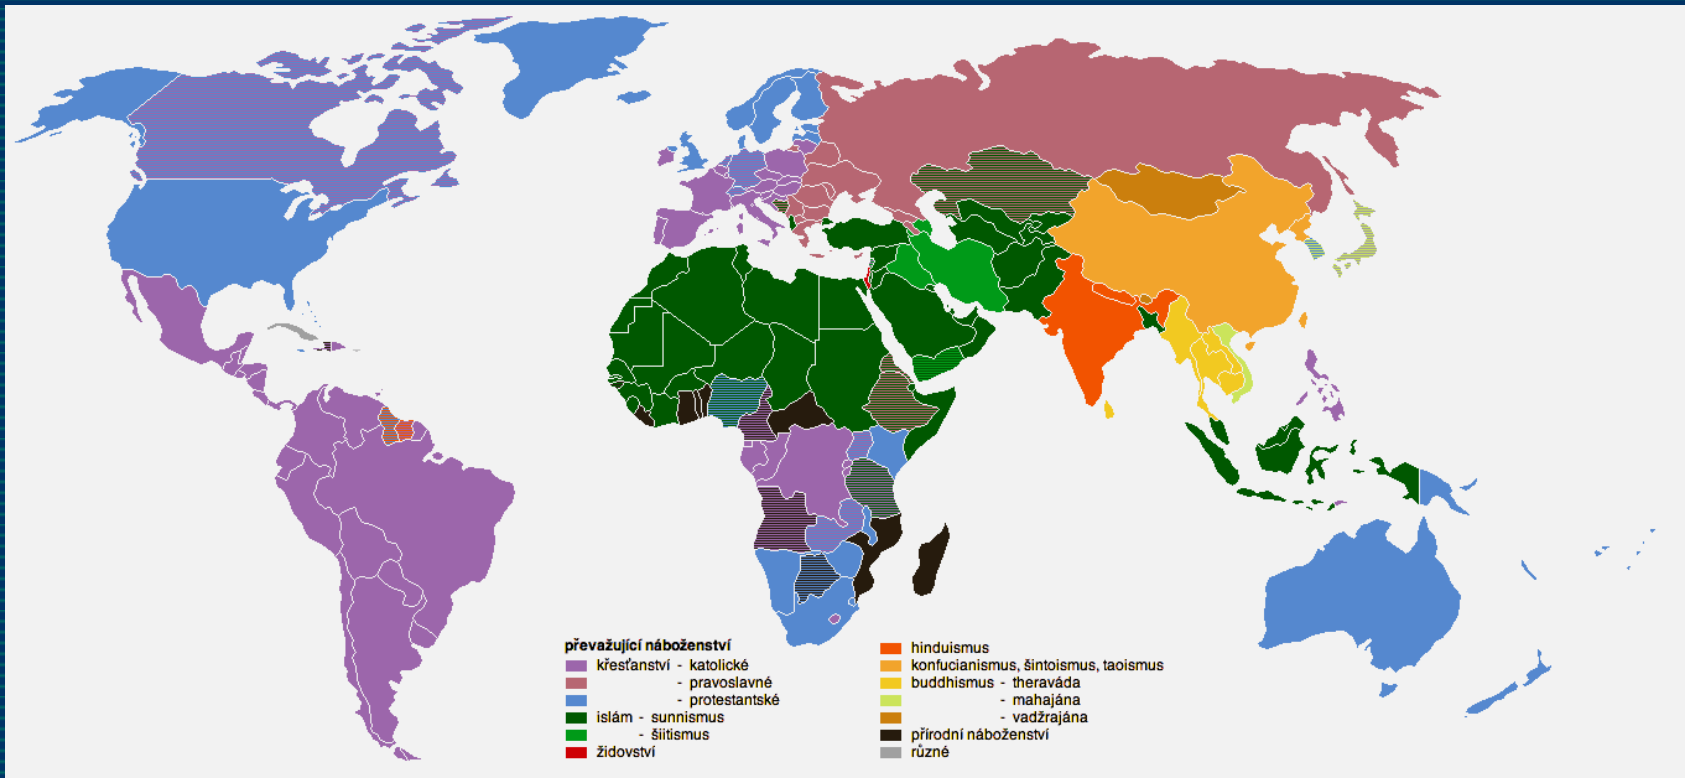 převažující náboženství
křesťanství - katolické
- pravoslavné
- protestantské
islám - sunnismus
- šiitismus
židovství
hinduismus
konfucianismus, šintoismus, taoismus
buddhismus - theraváda
- mahajána
- vadžrajána
přírodní náboženství
různé